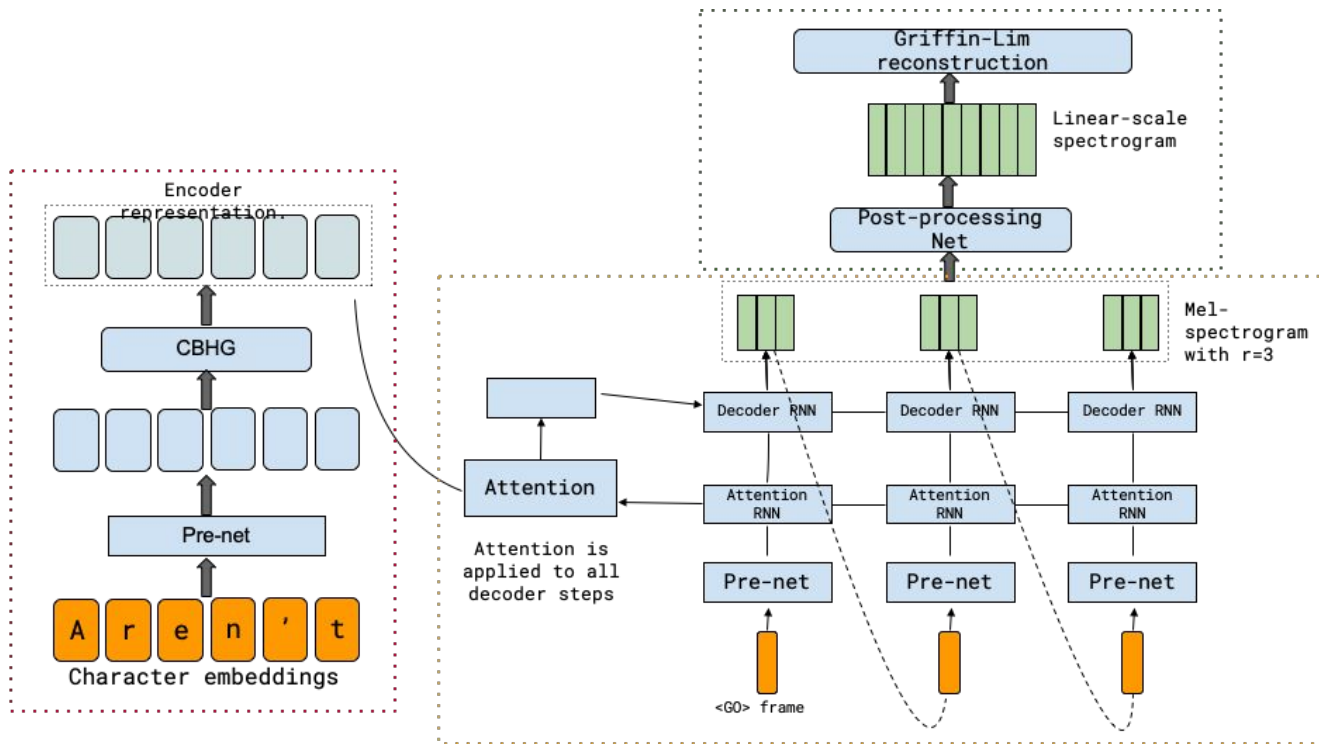 Griffin-Lim
reconstruction
Linear-scale
spectrogram
Post-processing
Net
Encoder
representation.
CBHG
Pre-net
A r e n ’ t
Character embeddings
Mel-
spectrogram
with r=3
Decoder RNN
Decoder RNN
Decoder RNN
Attention
Attention
RNN
Attention
RNN
Attention
RNN
Attention is
applied to all
decoder steps
Pre-net
Pre-net
Pre-net
<GO> frame